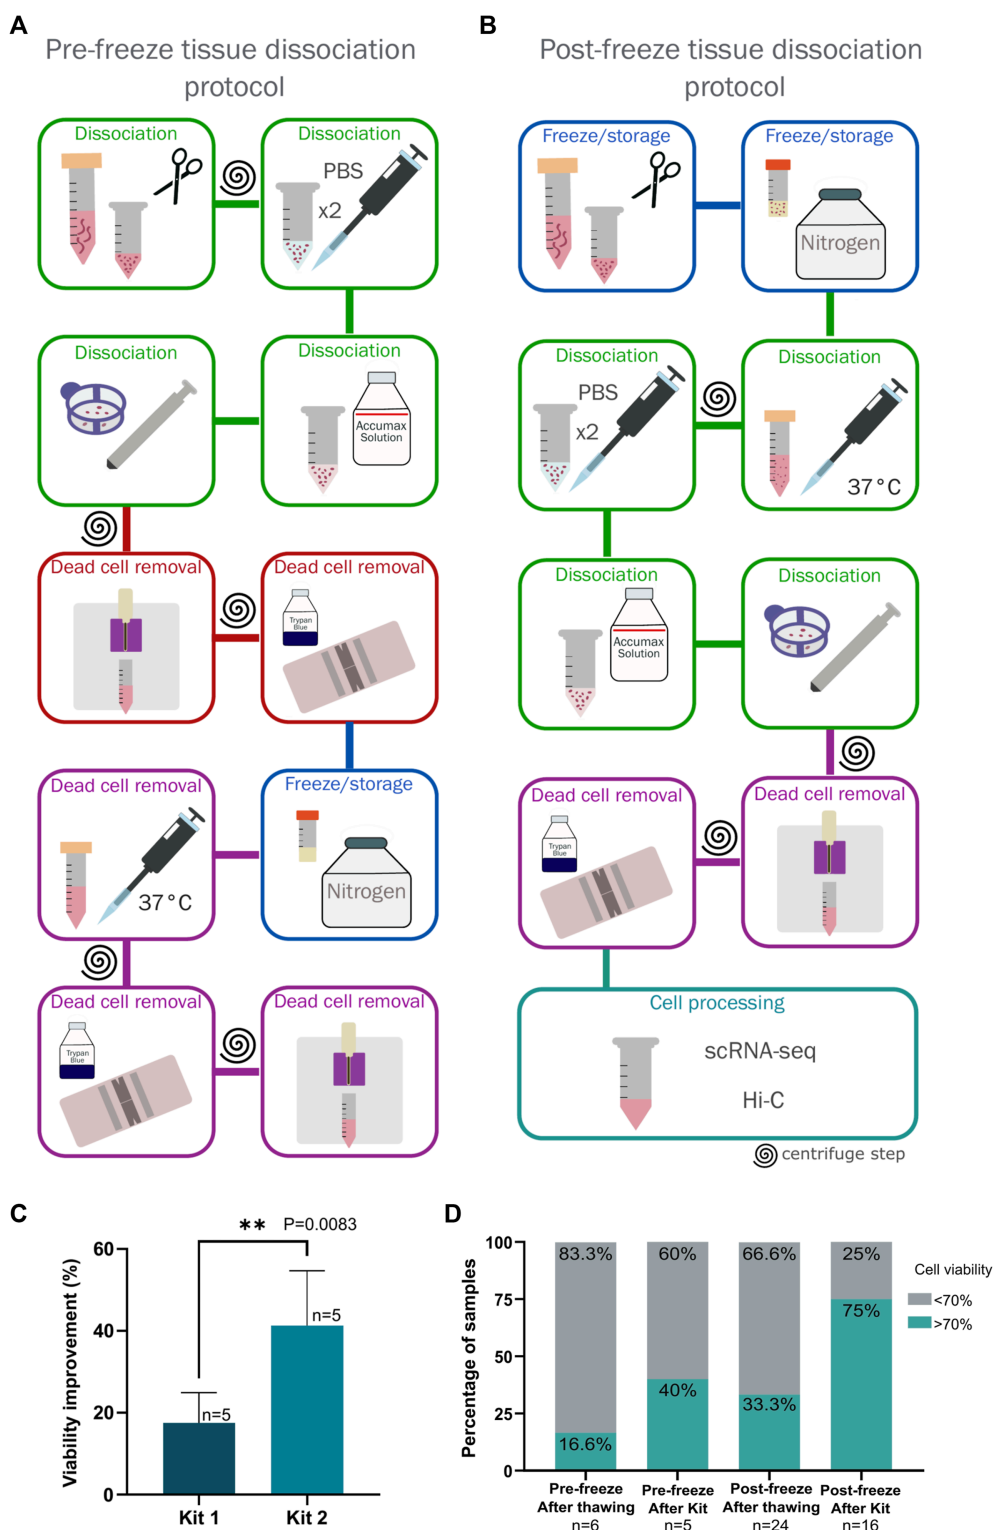 A
Pre-freeze tissue dissociation
protocol
Dissociation
Dissociation
PBS
x2
Dissociation
Dissociation
Accumax
Solution
Dead cell removal
Dead cell removal
Trypan
Blue
Dead cell removal
37°C
Freeze/storage
Nitrogen
Dead cell removal
Trypan
Blue
Dead cell removal
B
Post-freeze tissue dissociation
protocol
Freeze/storage
Freeze/storage
Nitrogen
Dissociation
PBS
x2
Dissociation
37°C
Dissociation
Accumax
Solution
Dissociation
Dead cell removal
Trypan
Blue
Dead cell removal
Cell processing
scRNA-seq
Hi-C
centrifuge step
C
** P=0.0083
Viability improvement (%)
60
40
20
0
n=5
n=5
Kit 1
Kit 2
D
Percentage of samples
100
75
50
25
0
83.3%
60%
66.6%
25%
16.6%
40%
33.3%
75%
Cell viability
<70%
>70%
Pre-freeze
After thawing
n=6
Pre-freeze
After Kit
n=5
Post-freeze
After thawing
n=24
Post-freeze
After Kit
n=16